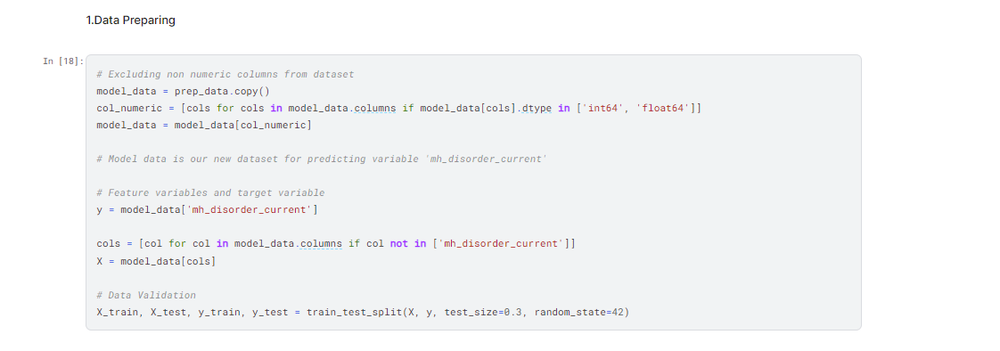 1.Data Preparing
In [18]:
# Excluding non numeric columns from dataset
model_data = prep_data.copy()
col_numeric = [cols for cols in model_data.columns if model_data[cols].dtype in ['int64', 'float64']]
model_data = model_data[col_numeric]
# Model data is our new dataset for predicting variable 'mh_disorder_current'
# Feature variables and target variable
y = model_data['mh_disorder_current']
cols = [col for col in model_data.columns if col not in ['mh_disorder_current']]
X = model_data[cols]
# Data Validation
X_train, X_test, y_train, y_test = train_test_split(X, y, test_size=0.3, random_state=42)